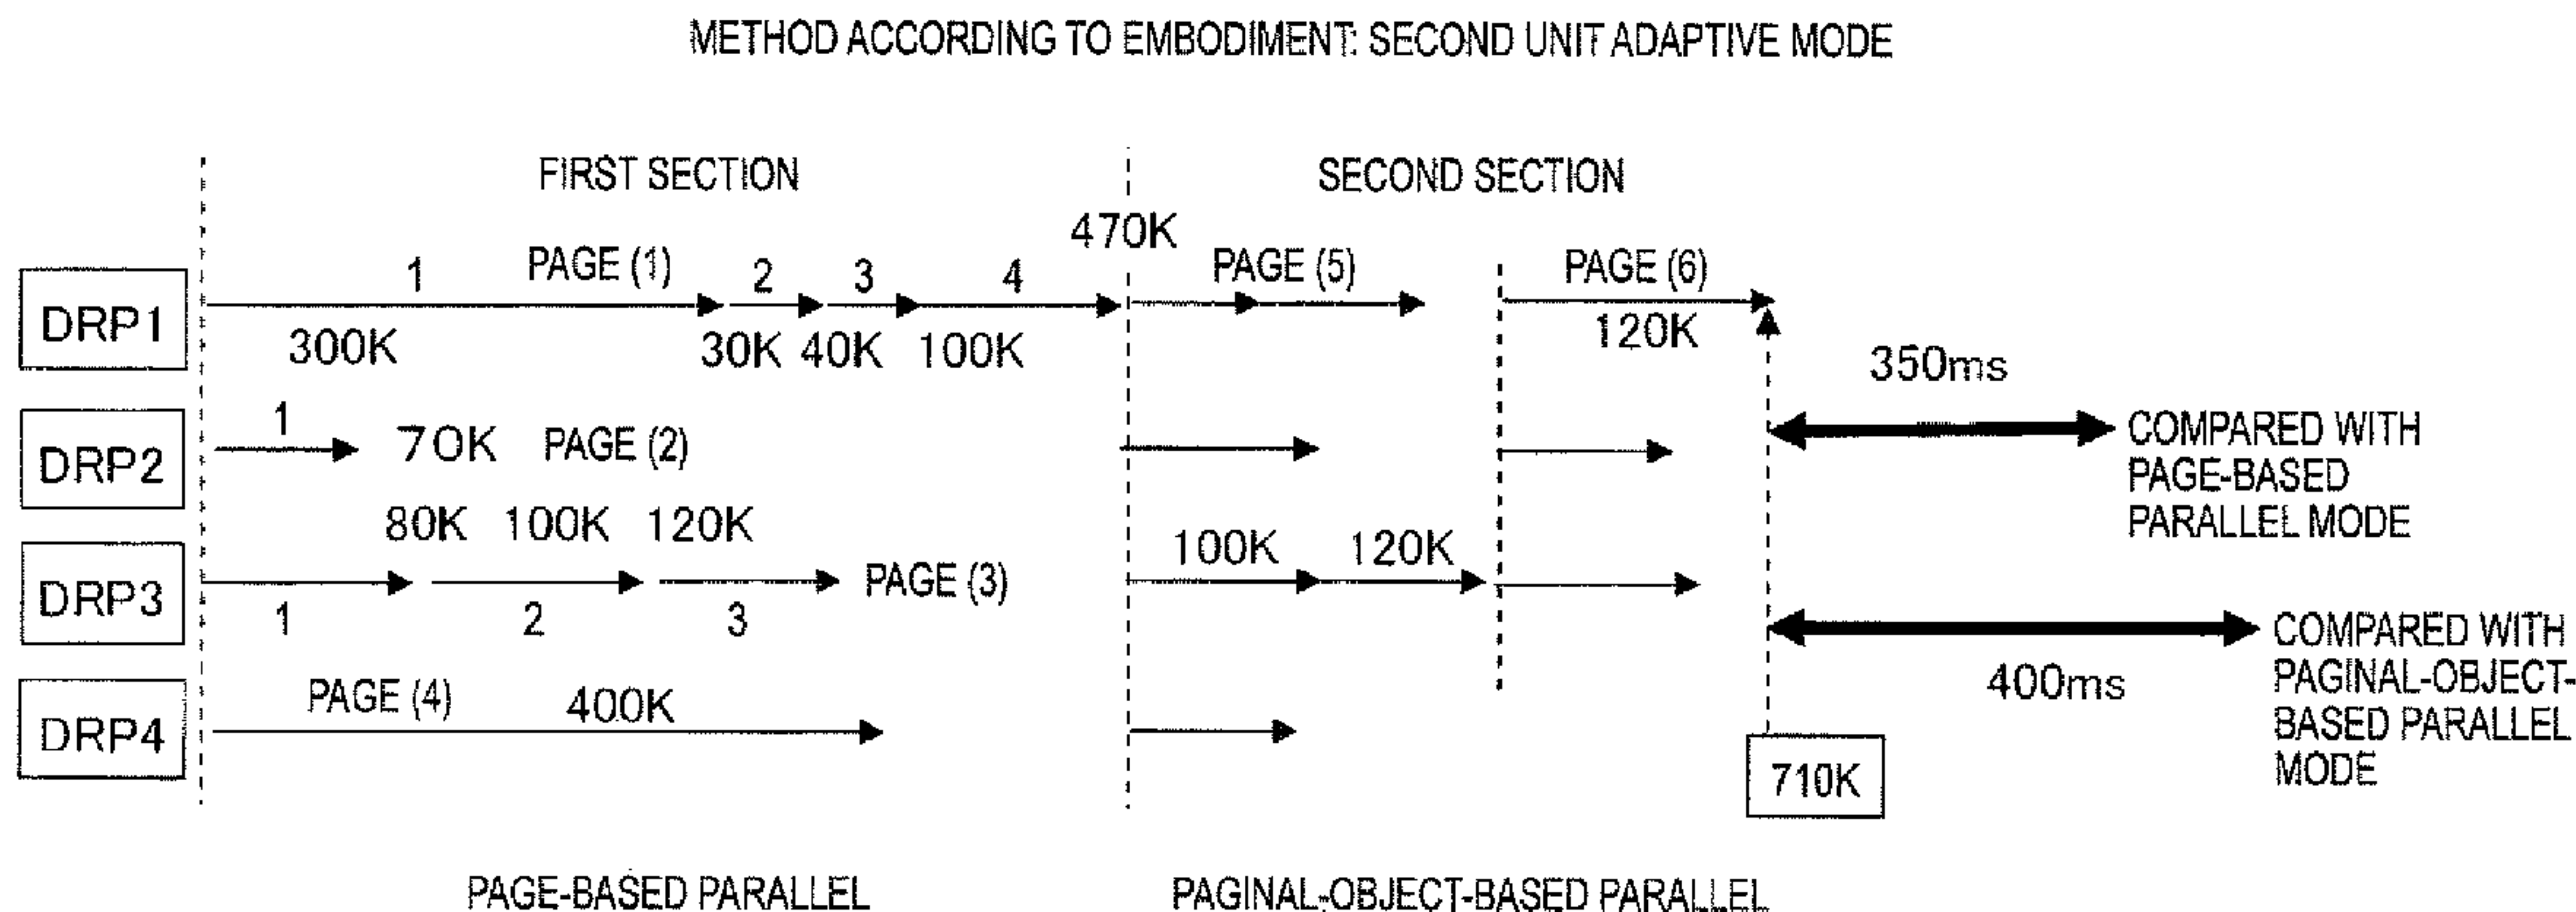 METHOD ACCORDING TO EMBODIMENT: SECOND UNIT ADAPTIVE MODE
FIRST SECTION
SECOND SECTION
470K
DRP1
1
PAGE (1)
2
3
4
PAGE (5)
PAGE (6)
300K
30K
40K
100K
120K
350ms
DRP2
1
70K
PAGE (2)
COMPARED WITH
PAGE-BASED
PARALLEL MODE
DRP3
80K
100K
120K
PAGE (3)
1
2
3
100K
120K
COMPARED WITH
PAGINAL-OBJECT-
BASED PARALLEL
MODE
400ms
DRP4
PAGE (4)
400K
710K
PAGE-BASED PARALLEL
PAGINAL-OBJECT-BASED PARALLEL